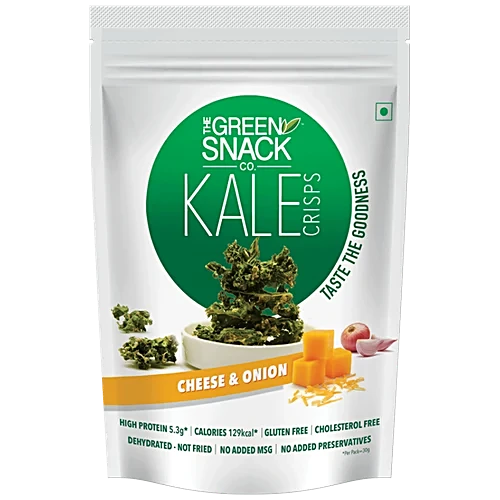 THE GREEN
SNACK
CO.
KALE CRISPS
TASTE THE GOODNESS
CHEESE & ONION
HIGH PROTEIN 5.3g* | CALORIES 129kcal* | GLUTEN FREE | CHOLESTEROL FREE
DEHYDRATED - NOT FRIED | NO ADDED MSG | NO ADDED PRESERVATIVES
*Per Pack=30g